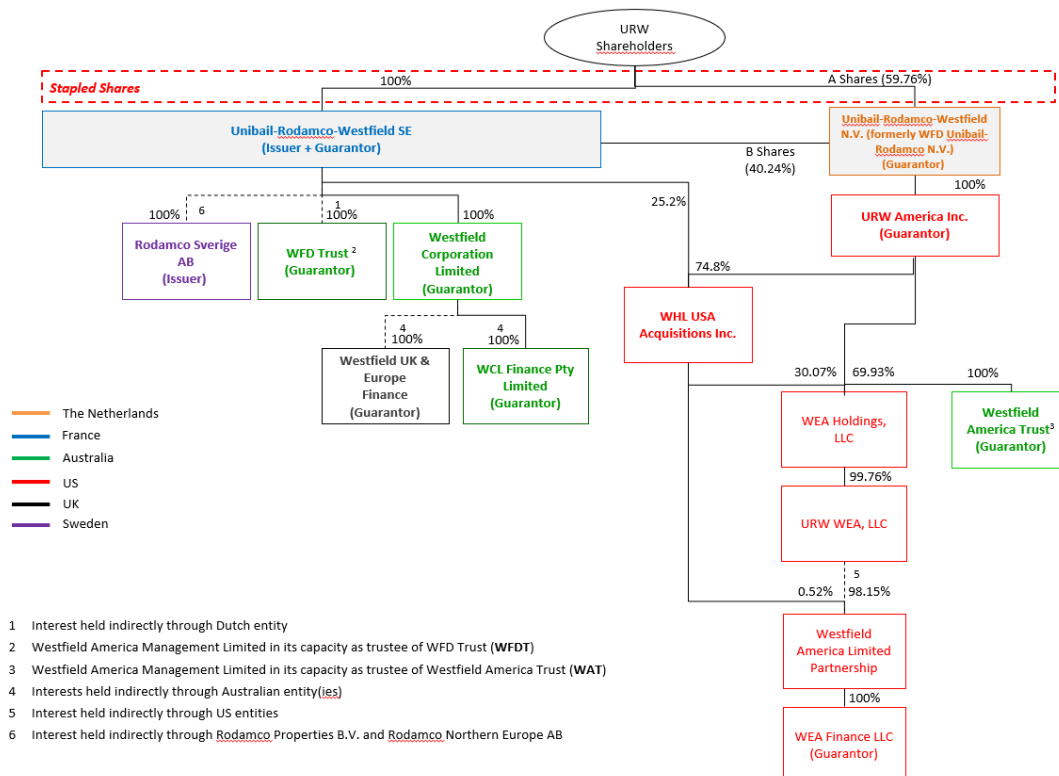 URW
Shareholders
100%
A Shares (59.76%)
Stapled Shares
Unibail-Rodamco-Westfield SE
(Issuer + Guarantor)
Unibail-Rodamco-Westfield
N.V. (formerly WFD Unibail-
Rodamco N.V.)
(Guarantor)
B Shares
(40.24%)
100%
25.2%
6
1
100%
100%
100%
Rodamco Sverige
AB
(Issuer)
WFD Trust 2
(Guarantor)
Westfield
Corporation
Limited
(Guarantor)
URW America Inc.
(Guarantor)
74.8%
WHL USA
Acquisitions Inc.
4
100%
4
100%
Westfield UK &
Europe
Finance
(Guarantor)
WCL Finance Pty
Limited
(Guarantor)
30.07%
69.93%
100%
WEA Holdings,
LLC
Westfield
America Trust3
(Guarantor)
99.76%
URW WEA, LLC
5
0.52%
98.15%
Westfield
America Limited
Partnership
100%
WEA Finance LLC
(Guarantor)
The Netherlands
France
Australia
US
UK
Sweden
1 Interest held indirectly through Dutch entity
2 Westfield America Management Limited in its capacity as trustee of WFD Trust (WFDT)
3 Westfield America Management Limited in its capacity as trustee of Westfield America Trust (WAT)
4 Interests held indirectly through Australian entity(ies)
5 Interest held indirectly through US entities
6 Interest held indirectly through Rodamco Properties B.V. and Rodamco Northern Europe AB